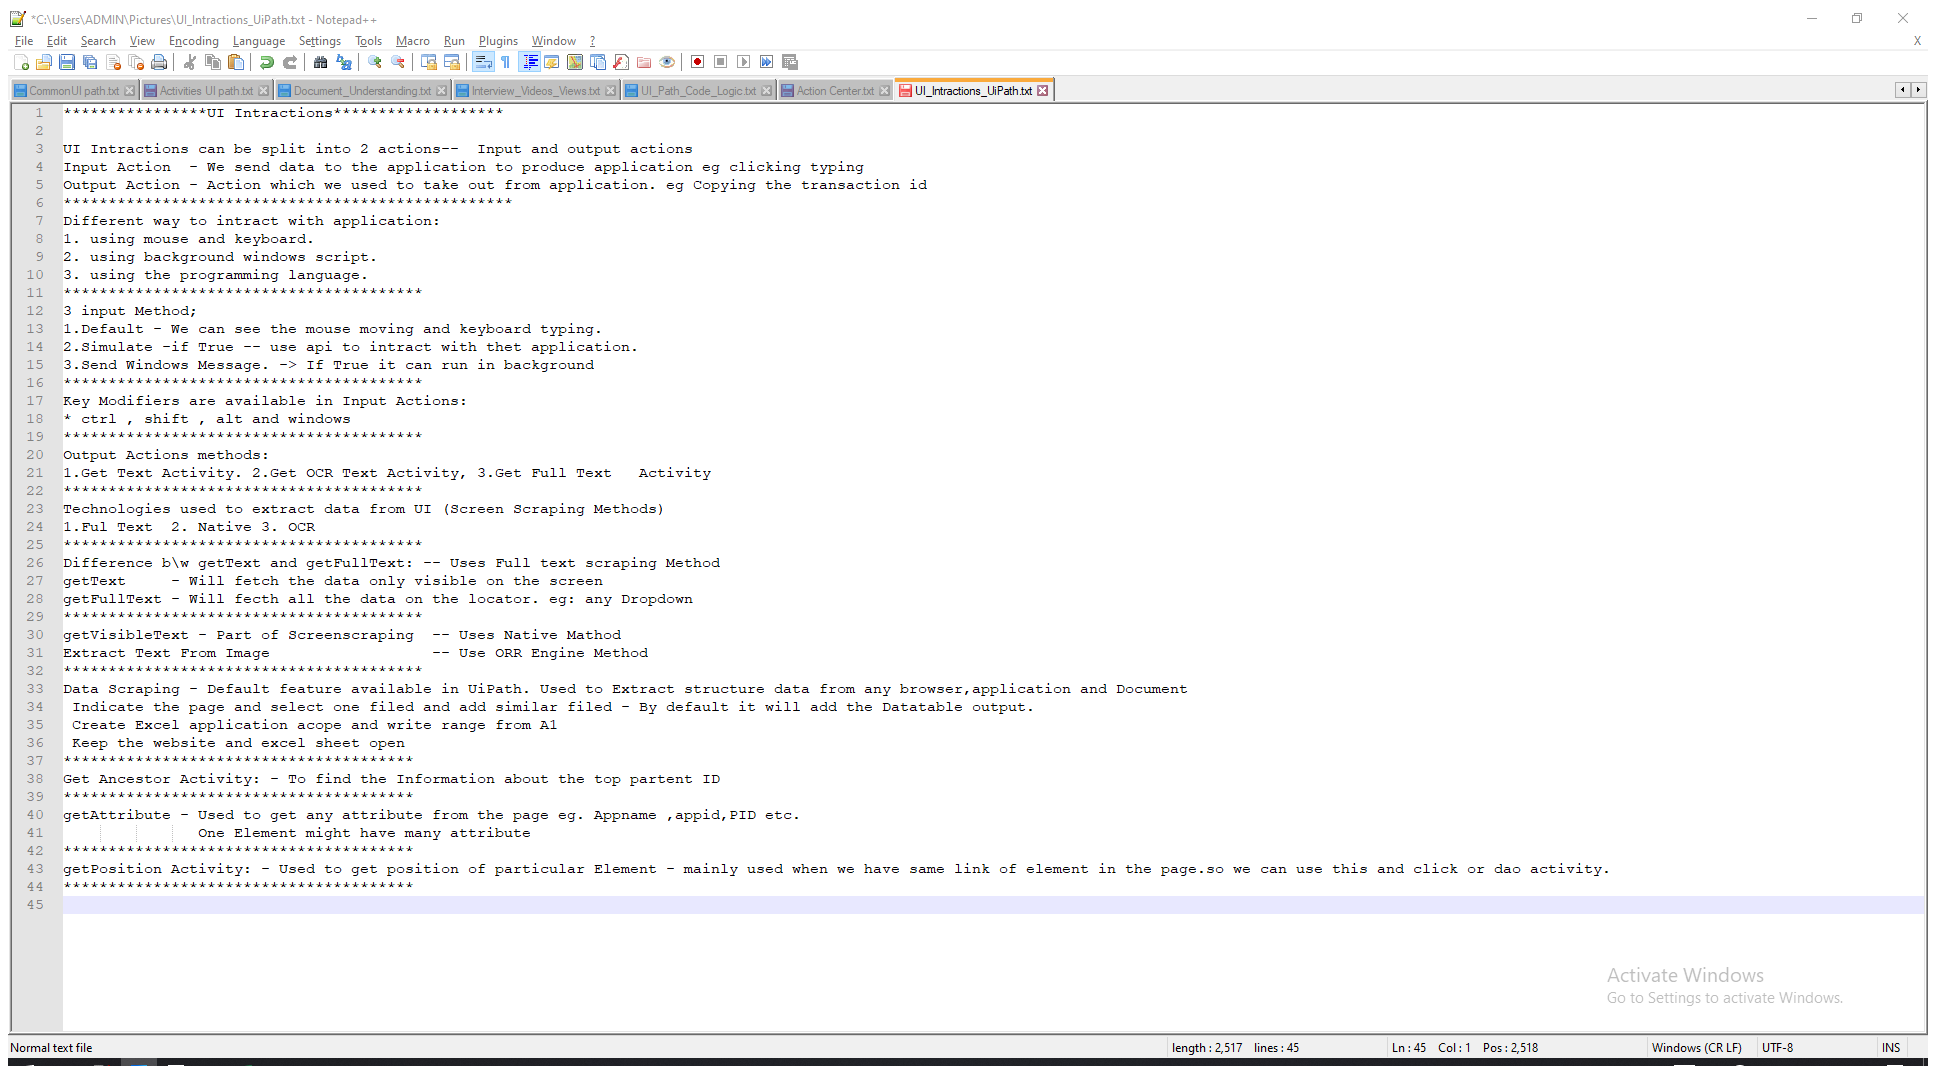 *C:\Users\ADMIN\Pictures\UI_Intractions_UiPath.txt - Notepad++
File Edit Search View Encoding Language Settings Tools Macro Run Plugins Window ? X
CommonUI path.txt Activities UI path.txt Document_Understanding.txt Interview_Videos_Views.txt UI_Path_Code_Logic.txt Action Center.txt UI_Intractions_UiPath.txt
1 ****************UI Intractions*******************
2
3 UI Intractions can be split into 2 actions--  Input and output actions
4 Input Action  - We send data to the application to produce application eg clicking typing
5 Output Action - Action which we used to take out from application. eg Copying the transaction id
6 **************************************************
7 Different way to intract with application:
8 1. using mouse and keyboard.
9 2. using background windows script.
10 3. using the programming language.
11 ****************************************
12 3 input Method;
13 1.Default - We can see the mouse moving and keyboard typing.
14 2.Simulate -if True -- use api to intract with thet application.
15 3.Send Windows Message. -> If True it can run in background
16 ****************************************
17 Key Modifiers are available in Input Actions:
18 * ctrl , shift , alt and windows
19 ****************************************
20 Output Actions methods:
21 1.Get Text Activity. 2.Get OCR Text Activity, 3.Get Full Text   Activity
22 ****************************************
23 Technologies used to extract data from UI (Screen Scraping Methods)
24 1.Ful Text  2. Native 3. OCR
25 ****************************************
26 Difference b\w getText and getFullText: -- Uses Full text scraping Method
27 getText     - Will fetch the data only visible on the screen
28 getFullText - Will fecth all the data on the locator. eg: any Dropdown
29 ****************************************
30 getVisibleText - Part of Screenscraping  -- Uses Native Mathod
31 Extract Text From Image                  -- Use ORR Engine Method
32 ****************************************
33 Data Scraping - Default feature available in UiPath. Used to Extract structure data from any browser,application and Document
34  Indicate the page and select one filed and add similar filed - By default it will add the Datatable output.
35  Create Excel application acope and write range from A1
36  Keep the website and excel sheet open
37 ***************************************
38 Get Ancestor Activity: - To find the Information about the top partent ID
39 ***************************************
40 getAttribute - Used to get any attribute from the page eg. Appname ,appid,PID etc.
41                One Element might have many attribute
42 ***************************************
43 getPosition Activity: - Used to get position of particular Element - mainly used when we have same link of element in the page.so we can use this and click or dao activity.
44 ***************************************
45
Activate Windows
Go to Settings to activate Windows.
Normal text file length : 2,517 lines : 45 Ln : 45 Col : 1 Pos : 2,518 Windows (CR LF) UTF-8 INS